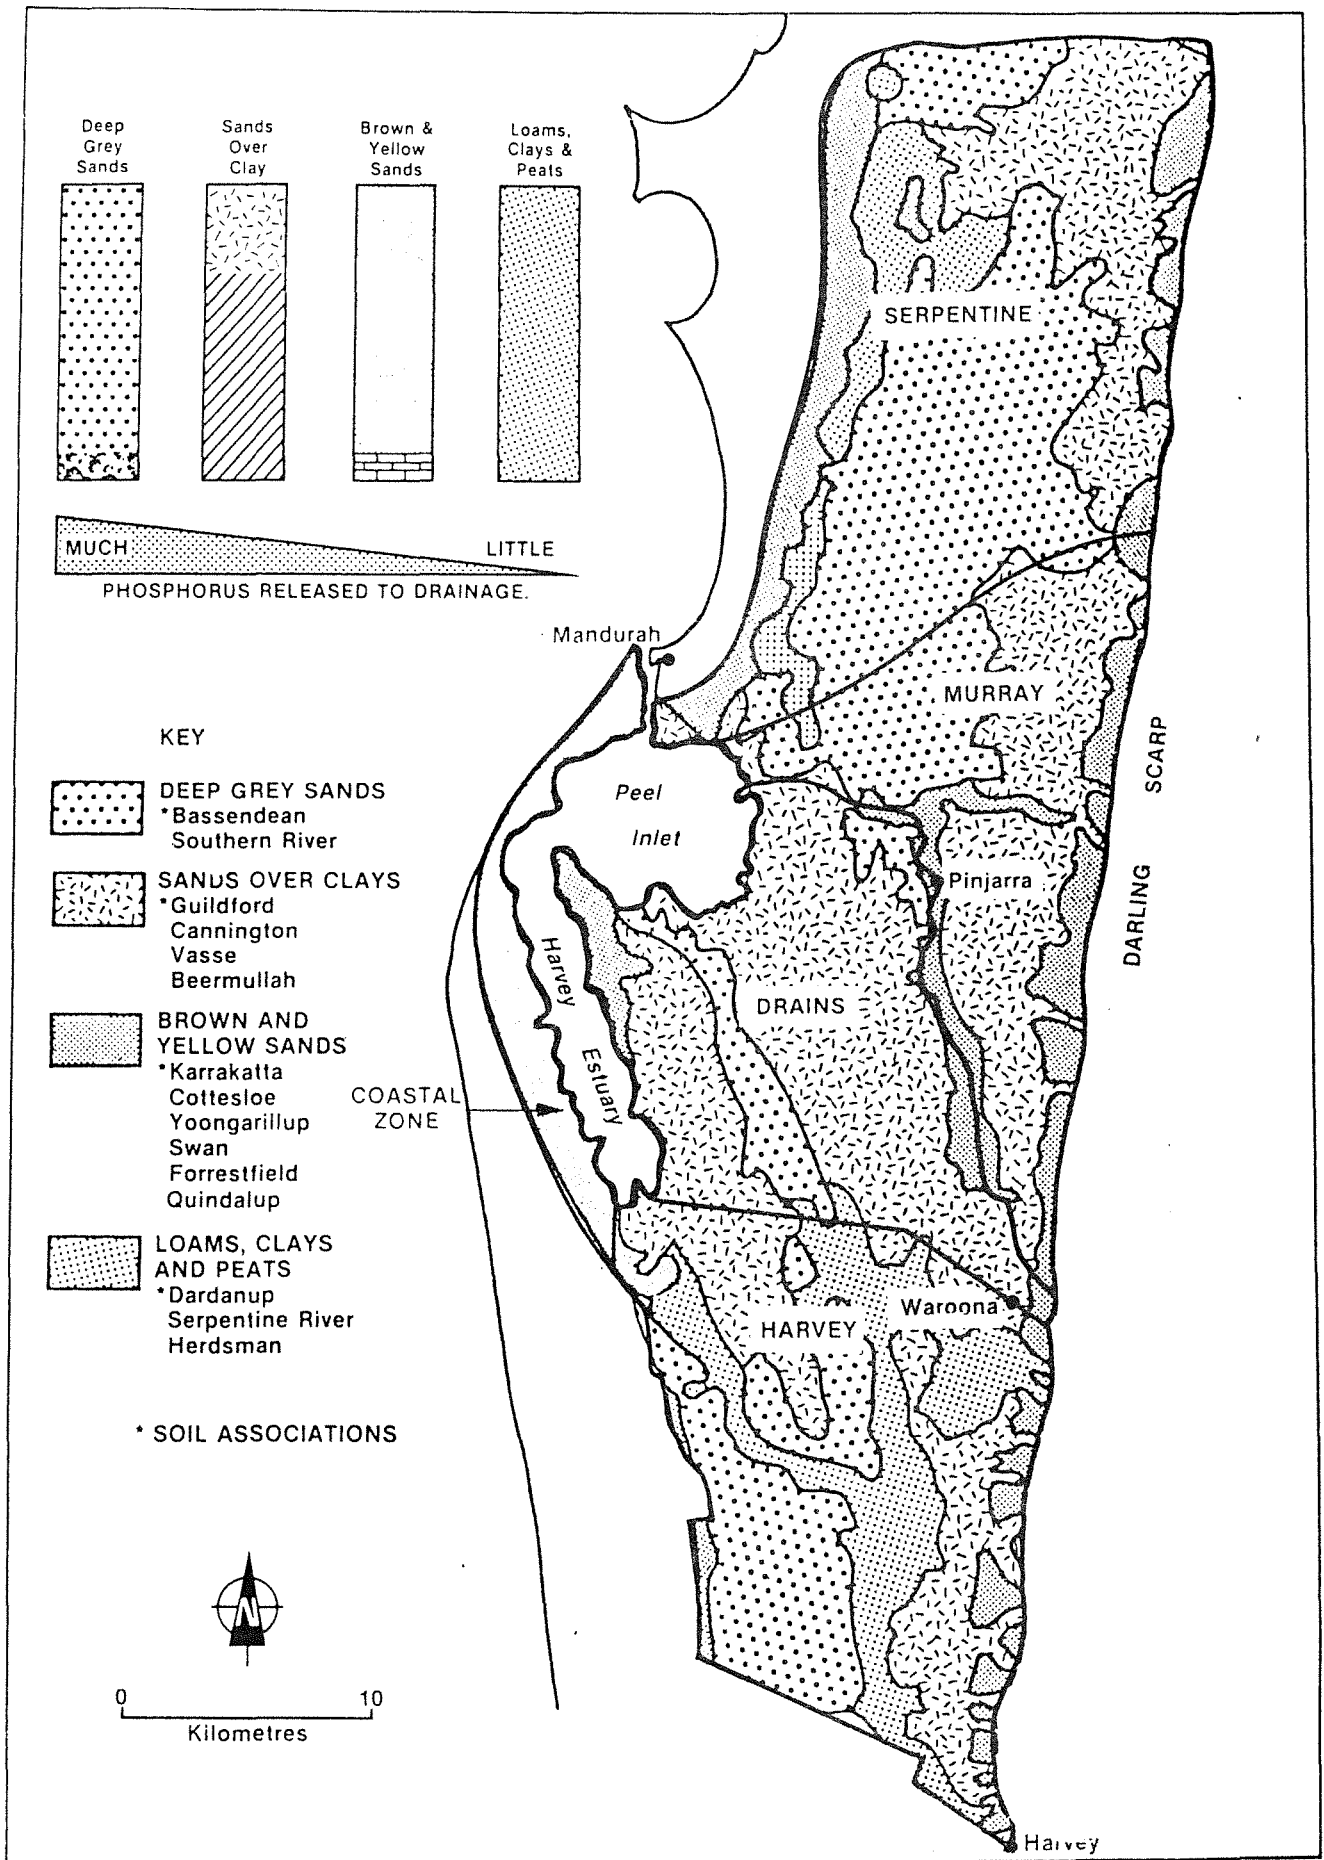 Deep
Grey
Sands
Sands
Over
Clay
Brown &
Yellow
Sands
Loams,
Clays &
Peats
MUCH
LITTLE
PHOSPHORUS RELEASED TO DRAINAGE.
SERPENTINE
Mandurah
MURRAY
DARLING SCARP
Peel
Inlet
Pinjarra
Harvey
Estuary
DRAINS
COASTAL
ZONE
HARVEY
Waroona
Harvey
KEY
DEEP GREY SANDS
*Bassendean
Southern River
SANDS OVER CLAYS
*Guildford
Cannington
Vasse
Beermullah
BROWN AND
YELLOW SANDS
*Karrakatta
Cottesloe
Yoongarillup
Swan
Forrestfield
Quindalup
LOAMS, CLAYS
AND PEATS
*Dardanup
Serpentine River
Herdsman
* SOIL ASSOCIATIONS
N
0 10
Kilometres